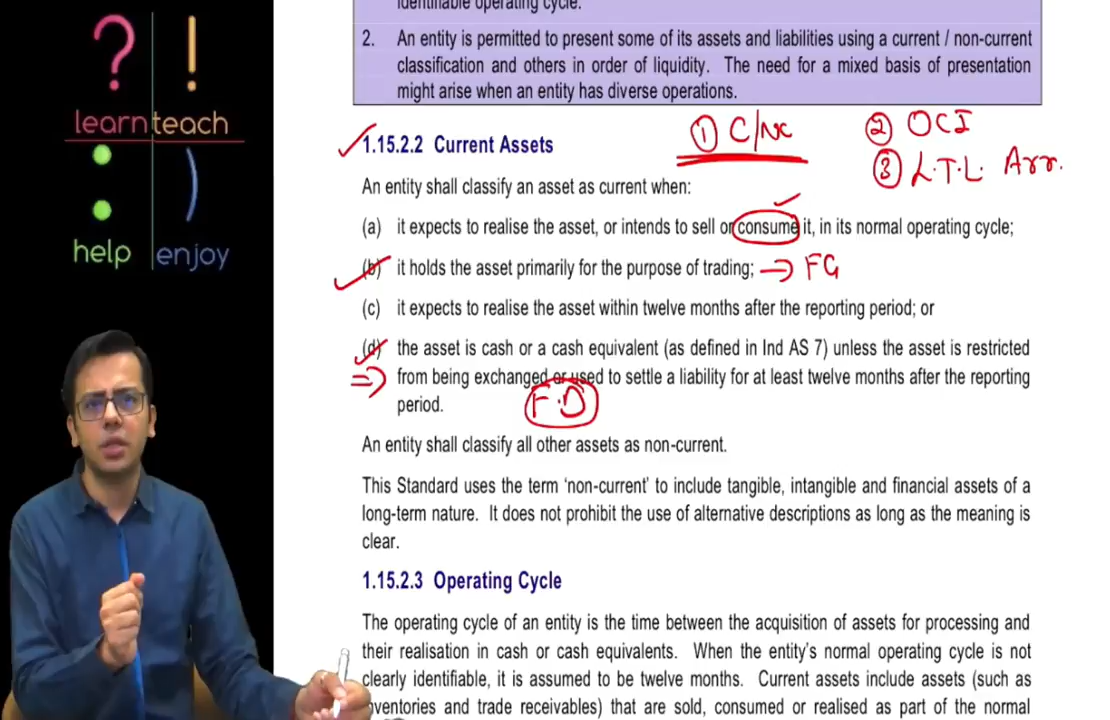 ? !
learn teach
help enjoy
identifiable operating cycle.
2. An entity is permitted to present some of its assets and liabilities using a current / non-current
classification and others in order of liquidity. The need for a mixed basis of presentation
might arise when an entity has diverse operations.
① C/NC ② OCI
③ L.T.L. Arr.
1.15.2.2 Current Assets
An entity shall classify an asset as current when:
(a) it expects to realise the asset, or intends to sell or consume it, in its normal operating cycle;
(b) it holds the asset primarily for the purpose of trading; → FG
(c) it expects to realise the asset within twelve months after the reporting period; or
(d) the asset is cash or a cash equivalent (as defined in Ind AS 7) unless the asset is restricted
from being exchanged or used to settle a liability for at least twelve months after the reporting
period. F.D
An entity shall classify all other assets as non-current.
This Standard uses the term ‘non-current’ to include tangible, intangible and financial assets of a
long-term nature. It does not prohibit the use of alternative descriptions as long as the meaning is
clear.
1.15.2.3 Operating Cycle
The operating cycle of an entity is the time between the acquisition of assets for processing and
their realisation in cash or cash equivalents. When the entity’s normal operating cycle is not
clearly identifiable, it is assumed to be twelve months. Current assets include assets (such as
inventories and trade receivables) that are sold, consumed or realised as part of the normal